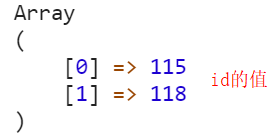 Array
(
[0] => 115
[1] => 118
id的值
)